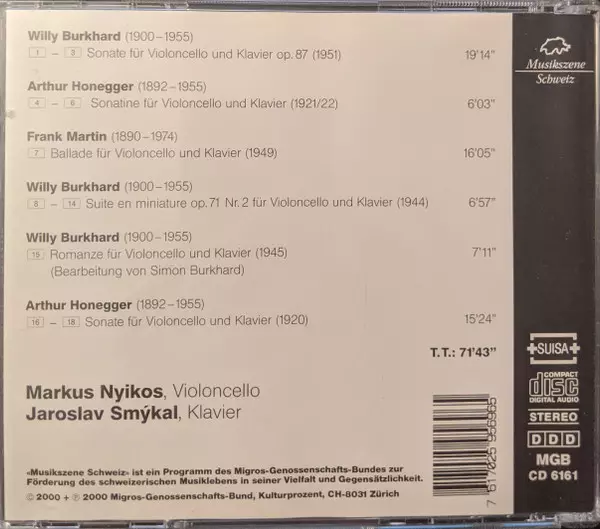 Willy Burkhard (1900-1955)
1 – 3 Sonate für Violoncello und Klavier op. 87 (1951) 19'14"
Arthur Honegger (1892-1955)
4 – 6 Sonatine für Violoncello und Klavier (1921/22) 6'03"
Frank Martin (1890-1974)
7 Ballade für Violoncello und Klavier (1949) 16'05"
Willy Burkhard (1900-1955)
8 – 14 Suite en miniature op. 71 Nr. 2 für Violoncello und Klavier (1944) 6'57"
Willy Burkhard (1900-1955)
15 Romanze für Violoncello und Klavier (1945) 7'11"
(Bearbeitung von Simon Burkhard)
Arthur Honegger (1892-1955)
16 – 18 Sonate für Violoncello und Klavier (1920) 15'24"
T. T.: 71'43"
Markus Nyikos, Violoncello
Jaroslav Smýkal, Klavier
«Musikszene Schweiz» ist ein Programm des Migros-Genossenschafts-Bundes zur
Förderung des schweizerischen Musiklebens in seiner Vielfalt und Gegensätzlichkeit.
© 2000 + ℗ 2000 Migros-Genossenschafts-Bund, Kulturprozent, CH-8031 Zürich
Musikszene
Schweiz
SUISA
COMPACT
disc
DIGITAL AUDIO
STEREO
DDD
MGB
CD 6161